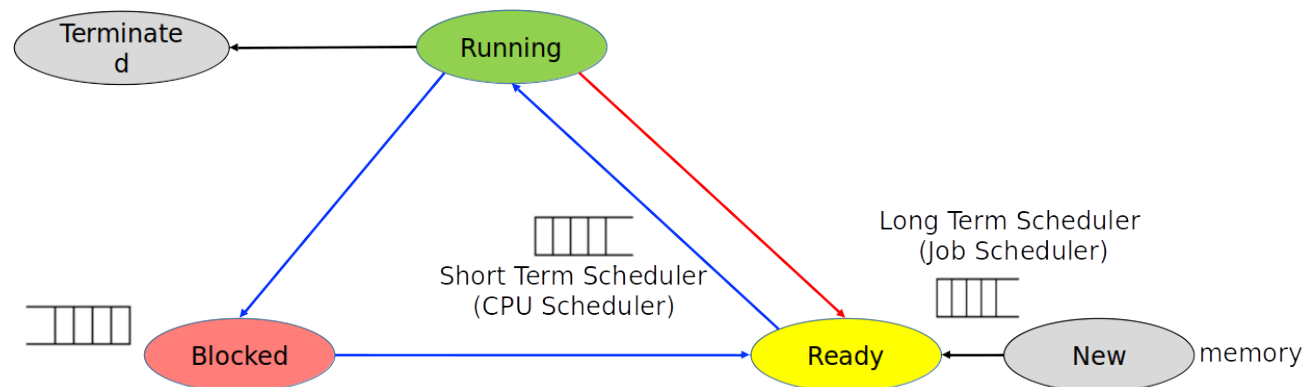 Terminate
d
Running
Long Term Scheduler
(Job Scheduler)
Short Term Scheduler
(CPU Scheduler)
Blocked
Ready
New
memory